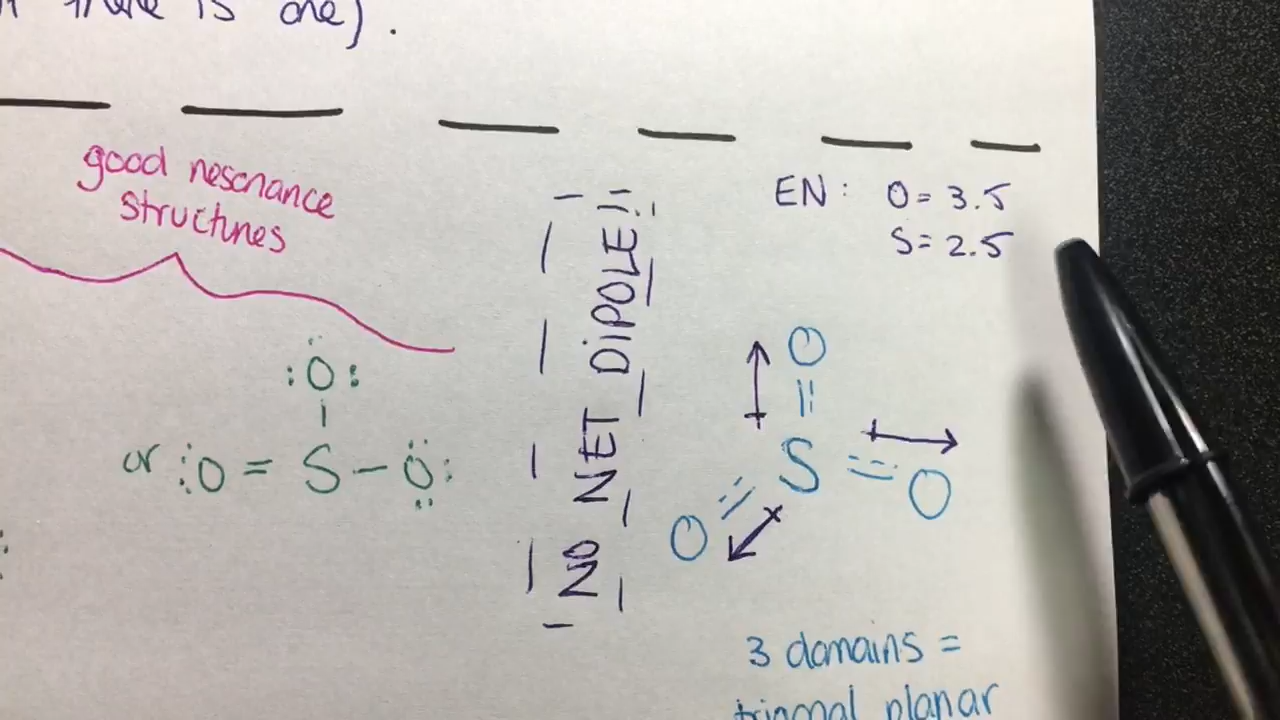 there is one).
good resonance
structures
EN: O = 3.5
S = 2.5
NO NET DIPOLE!!
:O:
or :O = S – O:
O
S
O
O
3 domains =
trigonal planar